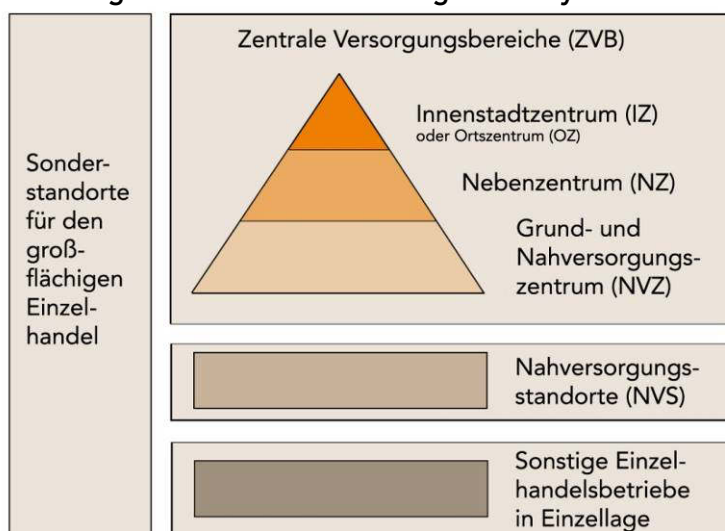 Zentrale Versorgungsbereiche (ZVB)
Innenstadtzentrum (IZ)
oder Ortszentrum (OZ)
Nebenzentrum (NZ)
Grund- und
Nahversorgungs-
zentrum (NVZ)
Sonder-
standorte
für den
groß-
flächigen
Einzel-
handel
Nahversorgungs-
standorte (NVS)
Sonstige Einzel-
handelsbetriebe
in Einzellage